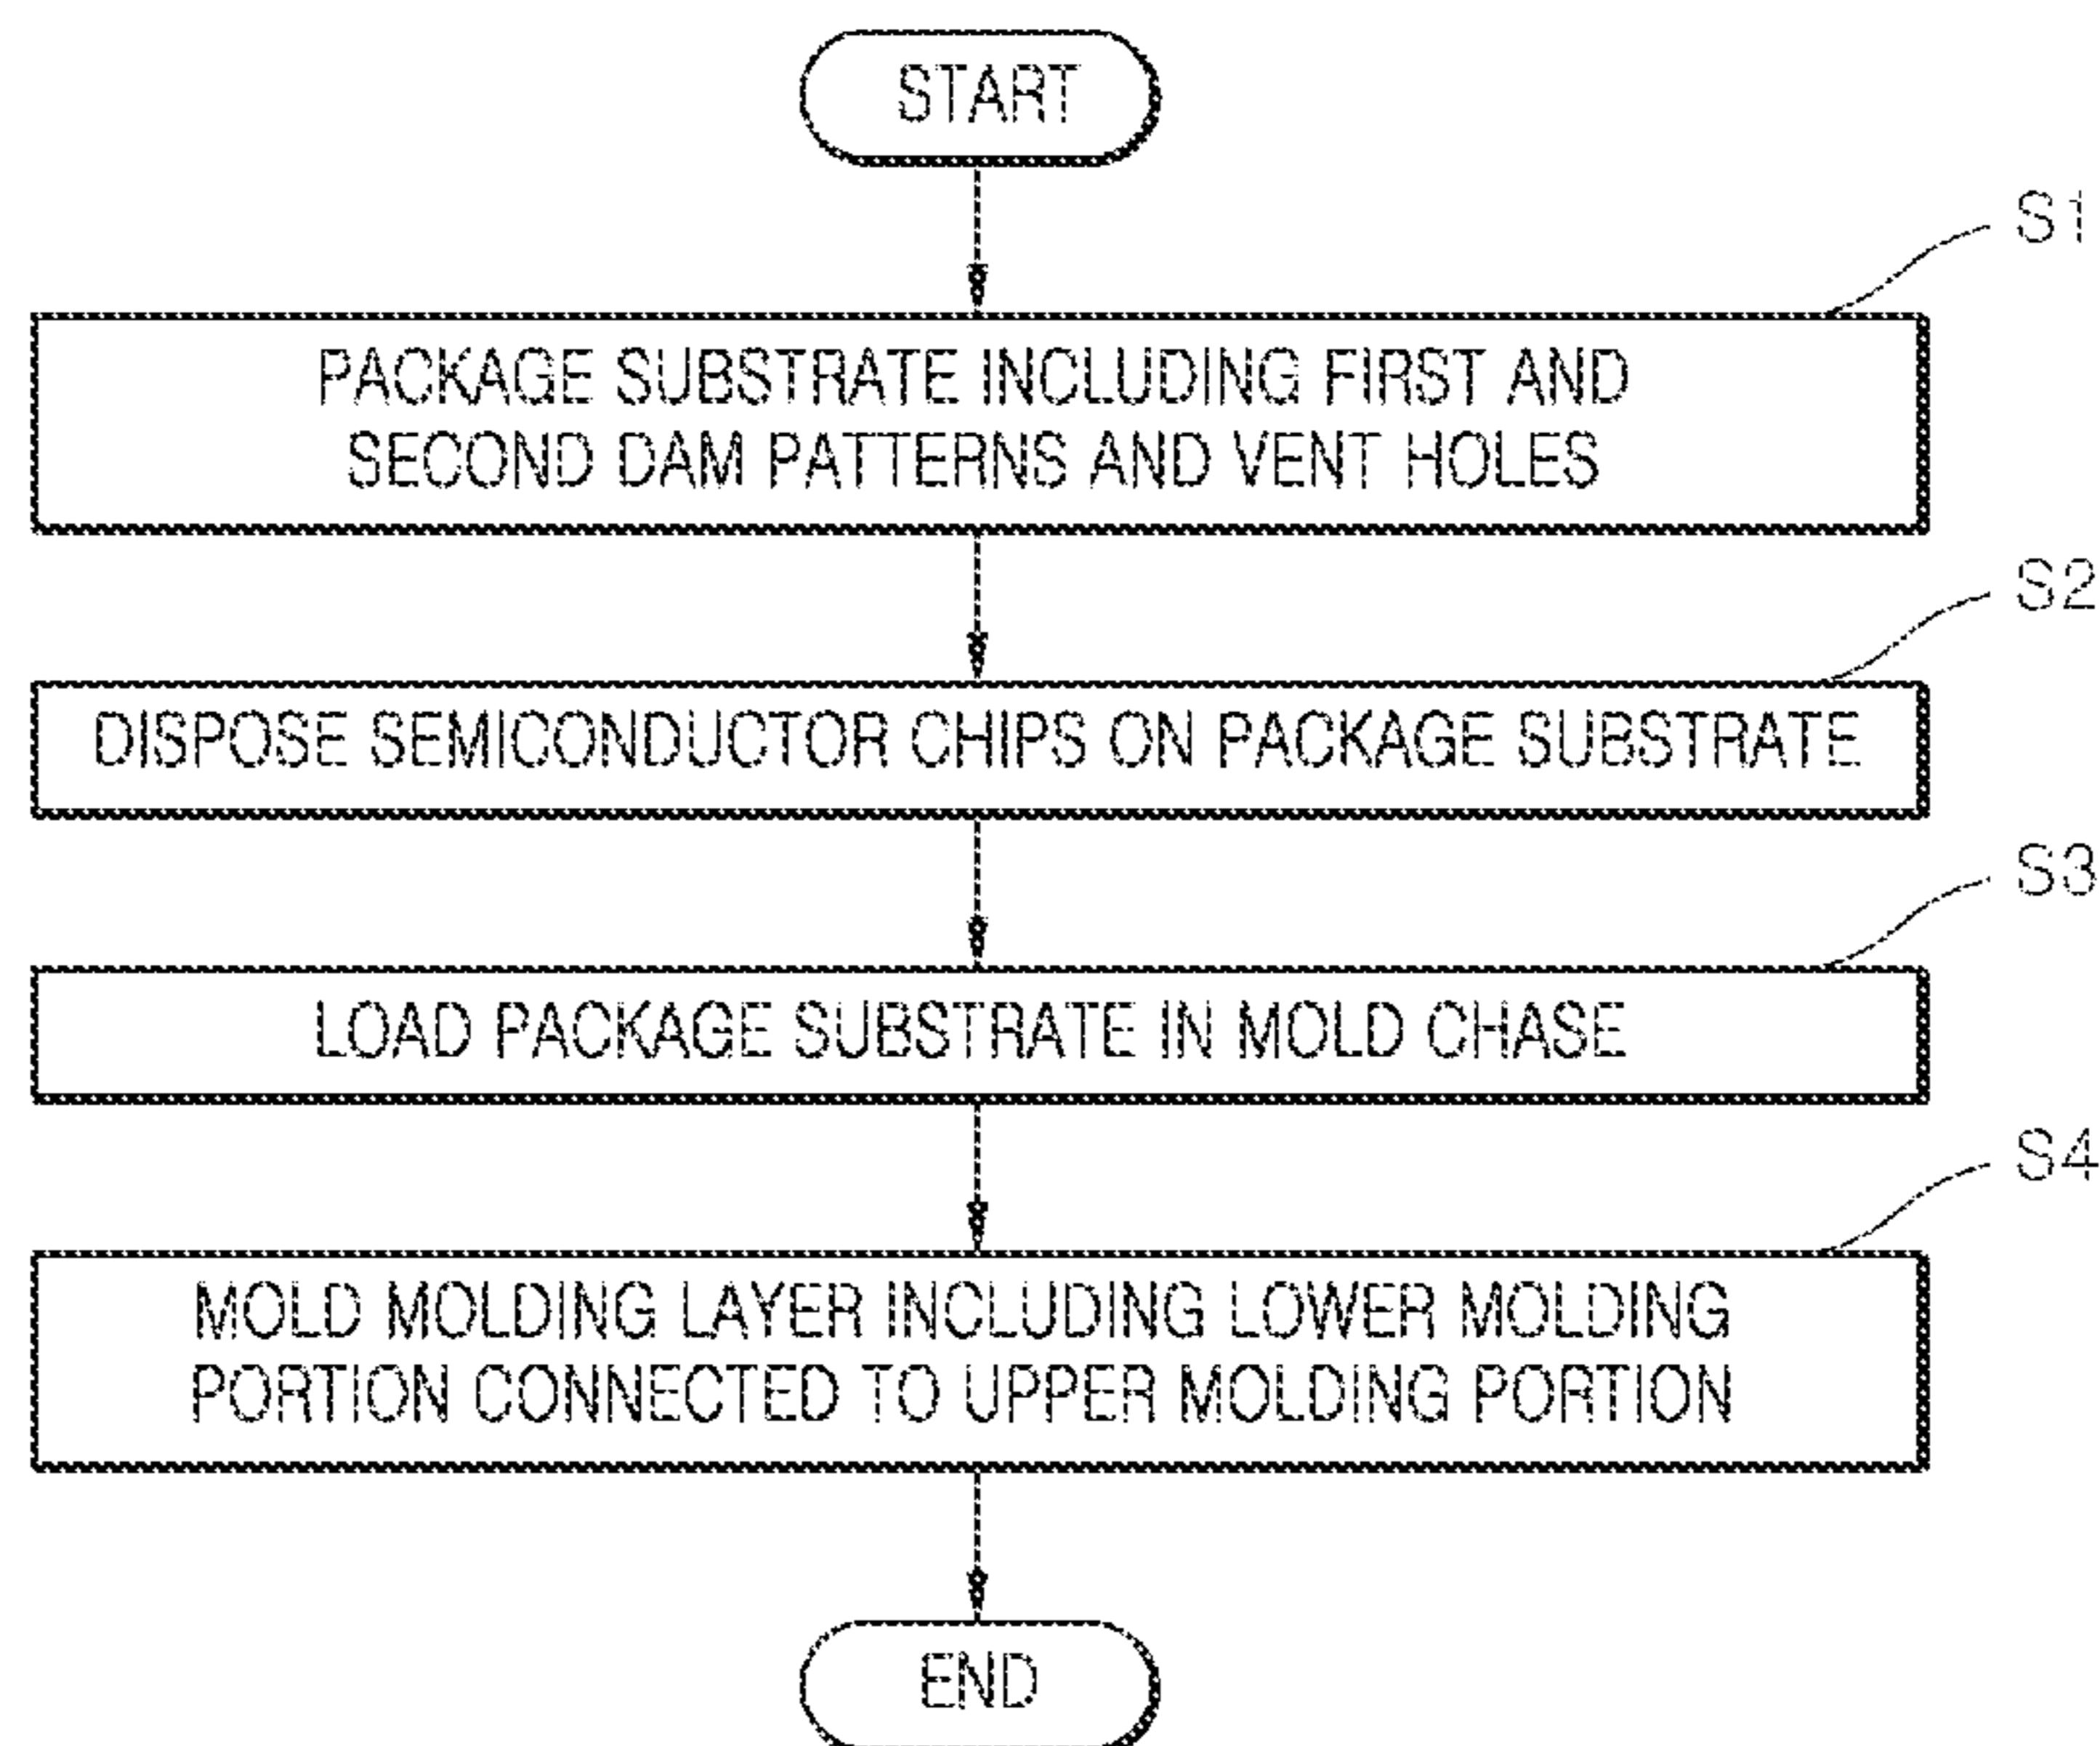 START
S1
PACKAGE SUBSTRATE INCLUDING FIRST AND
SECOND DAM PATTERNS AND VENT HOLES
S2
DISPOSE SEMICONDUCTOR CHIPS ON PACKAGE SUBSTRATE
S3
LOAD PACKAGE SUBSTRATE IN MOLD CHASE
S4
MOLD MOLDING LAYER INCLUDING LOWER MOLDING
PORTION CONNECTED TO UPPER MOLDING PORTION
END